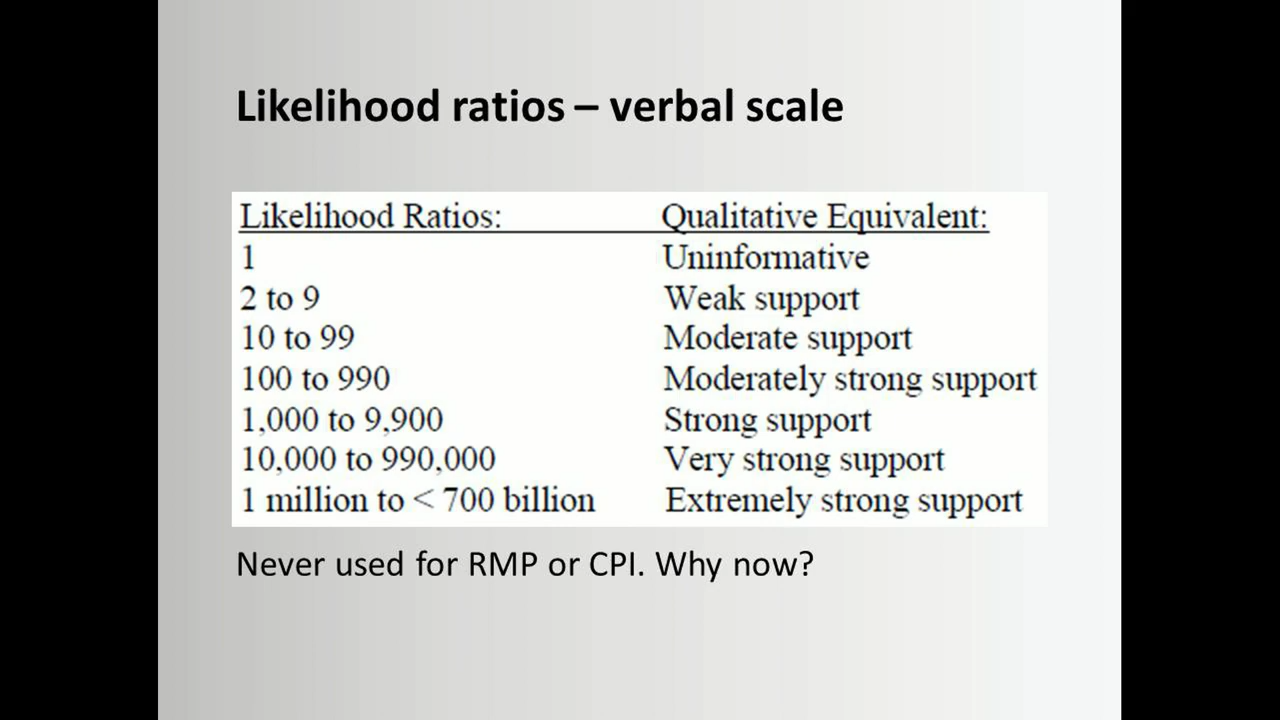 Likelihood ratios – verbal scale
Likelihood Ratios: Qualitative Equivalent:
1 Uninformative
2 to 9 Weak support
10 to 99 Moderate support
100 to 990 Moderately strong support
1,000 to 9,900 Strong support
10,000 to 990,000 Very strong support
1 million to < 700 billion Extremely strong support
Never used for RMP or CPI. Why now?